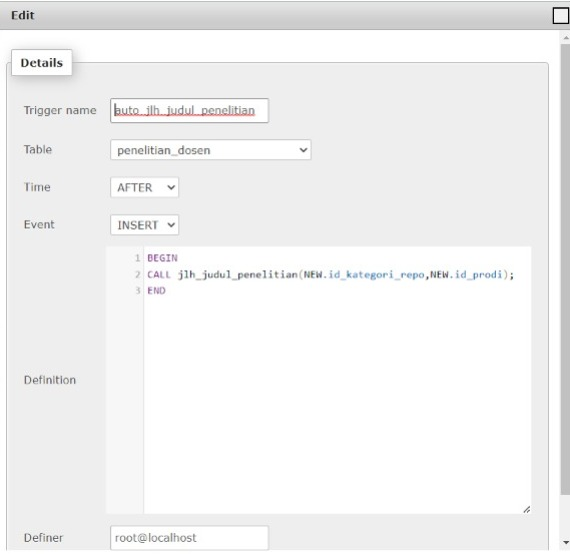 Edit
Details
Trigger name auto_jlh_judul_penelitian
Table penelitian_dosen
Time AFTER
Event INSERT
1 BEGIN
2 CALL jlh_judul_penelitian(NEW.id_kategori_repo,NEW.id_prodi);
3 END
Definition
Definer root@localhost